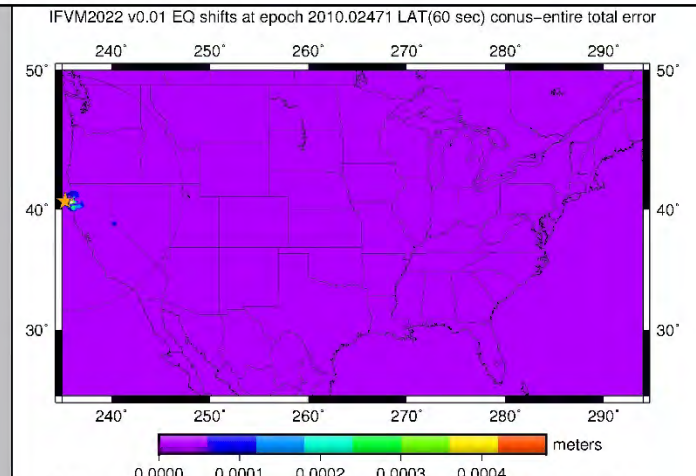 IFVM2022 v0.01 EQ shifts at epoch 2010.02471 LAT(60 sec) conus−entire total error
240˚ 250˚ 260˚ 270˚ 280˚ 290˚
50˚ 50˚
40˚ 40˚
30˚ 30˚
240˚ 250˚ 260˚ 270˚ 280˚ 290˚
meters
0.0000 0.0001 0.0002 0.0003 0.0004